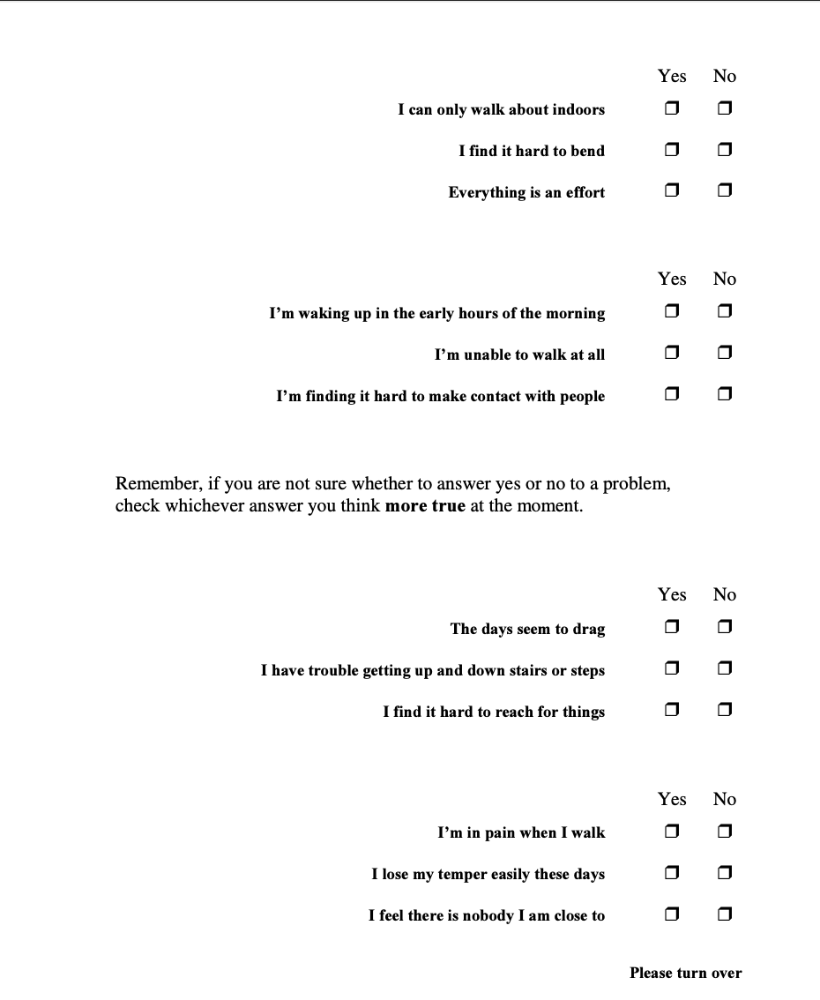 Yes No
I can only walk about indoors ❒ ❒
I find it hard to bend ❒ ❒
Everything is an effort ❒ ❒
Yes No
I’m waking up in the early hours of the morning ❒ ❒
I’m unable to walk at all ❒ ❒
I’m finding it hard to make contact with people ❒ ❒
Remember, if you are not sure whether to answer yes or no to a problem,
check whichever answer you think more true at the moment.
Yes No
The days seem to drag ❒ ❒
I have trouble getting up and down stairs or steps ❒ ❒
I find it hard to reach for things ❒ ❒
Yes No
I’m in pain when I walk ❒ ❒
I lose my temper easily these days ❒ ❒
I feel there is nobody I am close to ❒ ❒
Please turn over